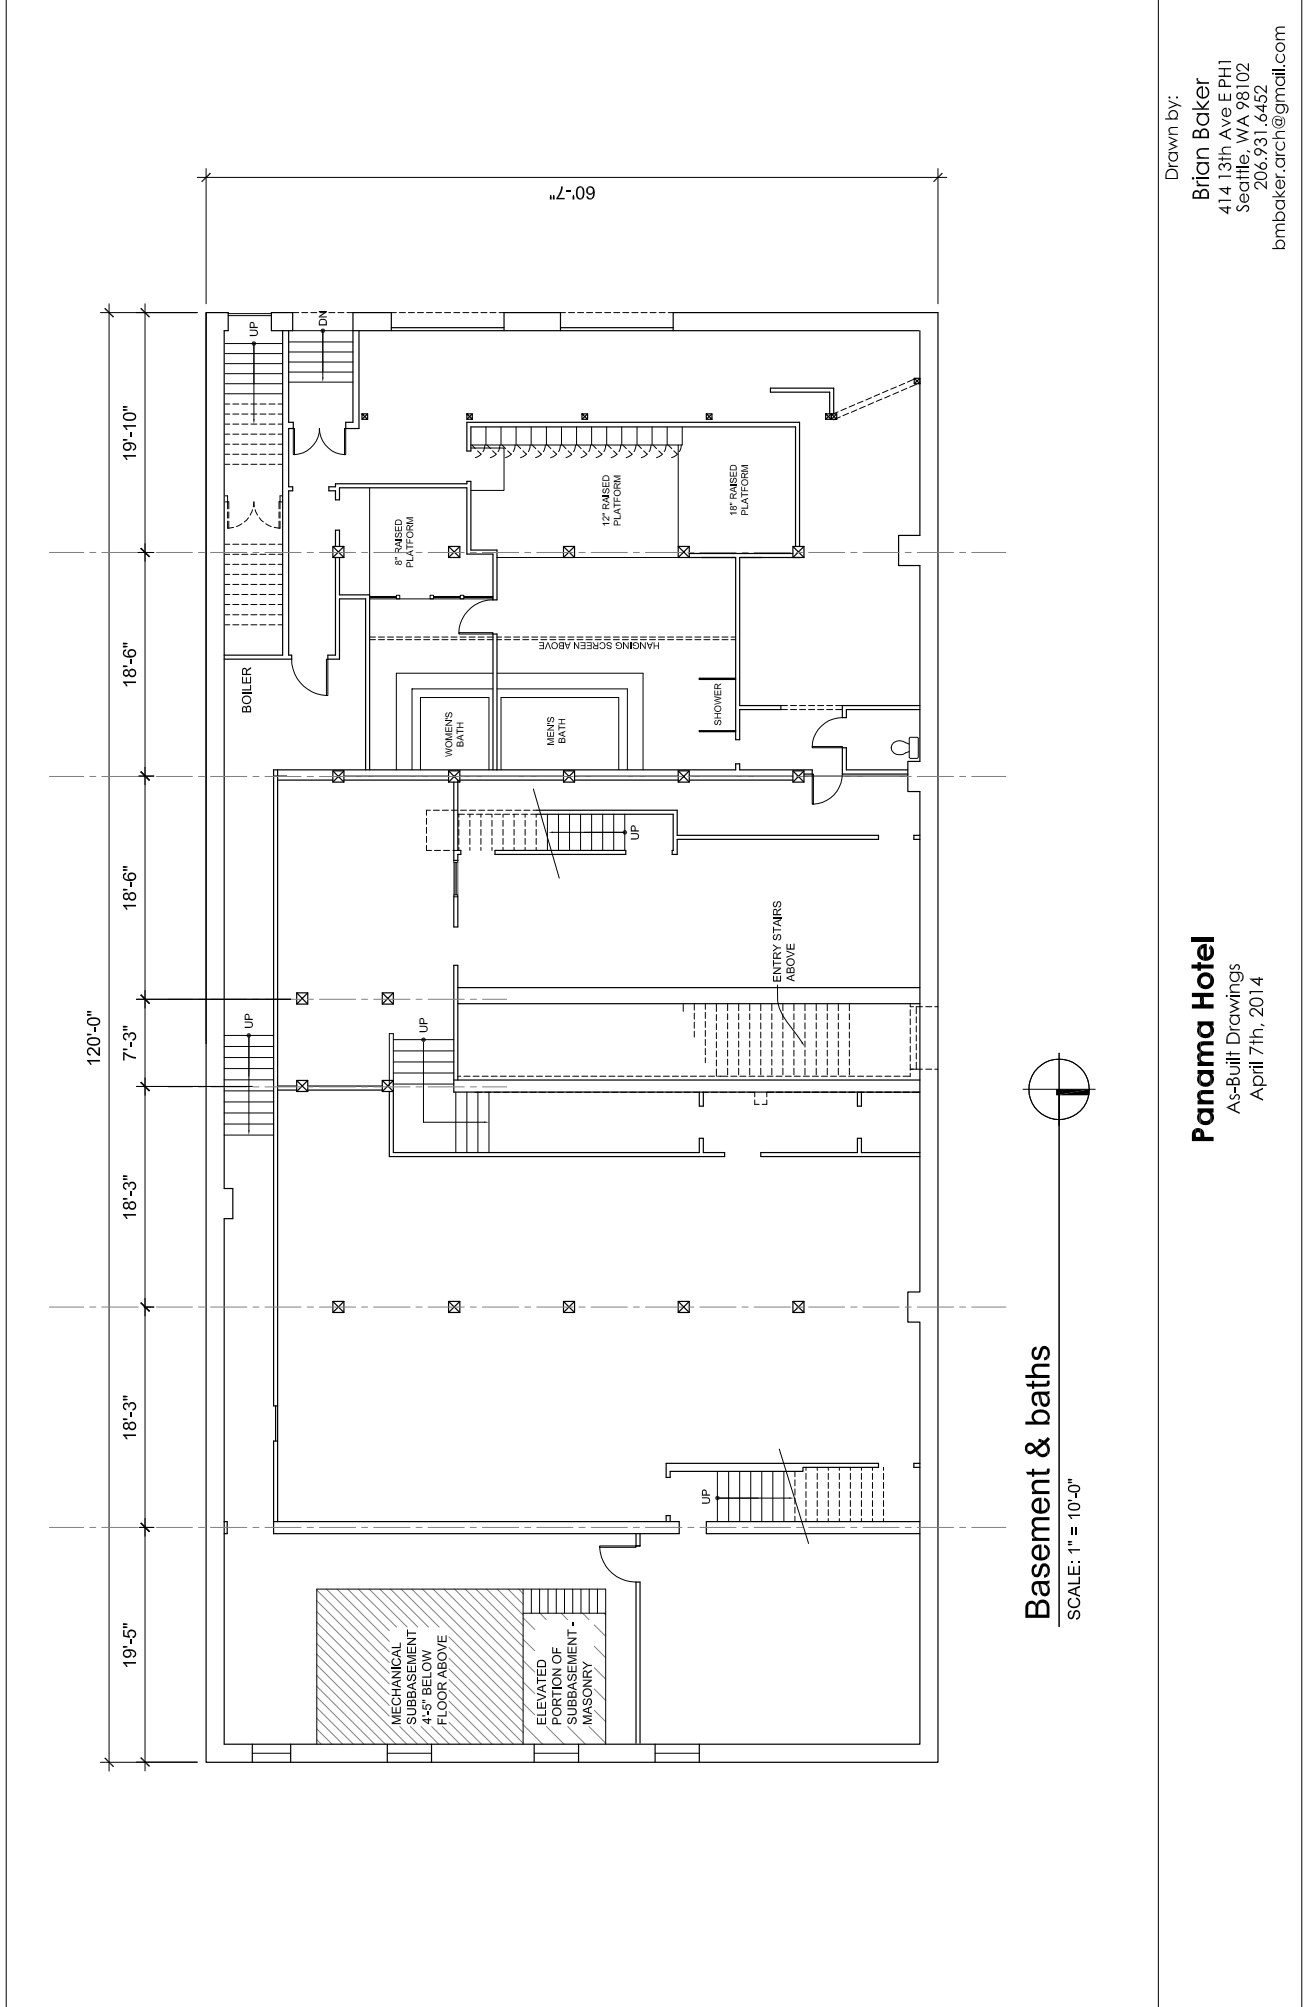 120'-0"
19'-5"
18'-3"
18'-3"
7'-3"
18'-6"
18'-6"
19'-10"
60'-7"
UP
BOILER
UP
DN
MECHANICAL
SUBBASEMENT
4'-5" BELOW
FLOOR ABOVE
ELEVATED
PORTION OF
SUBBASEMENT -
MASONRY
UP
UP
UP
ENTRY STAIRS
ABOVE
WOMEN'S
BATH
MEN'S
BATH
SHOWER
HANGING SCREEN ABOVE
8" RAISED
PLATFORM
12" RAISED
PLATFORM
18" RAISED
PLATFORM
Basement & baths
SCALE: 1" = 10'-0"
Panama Hotel
As-Built Drawings
April 7th, 2014
Drawn by:
Brian Baker
414 13th Ave E PH1
Seattle, WA 98102
206.931.6452
bmbaker.arch@gmail.com